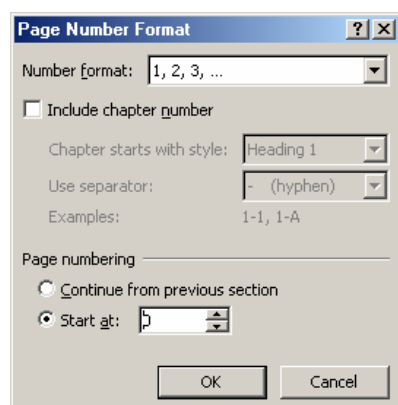 Page Number Format
Number format: 1, 2, 3, ...
Include chapter number
Chapter starts with style: Heading 1
Use separator: - (hyphen)
Examples: 1-1, 1-A
Page numbering
Continue from previous section
Start at:
OK Cancel